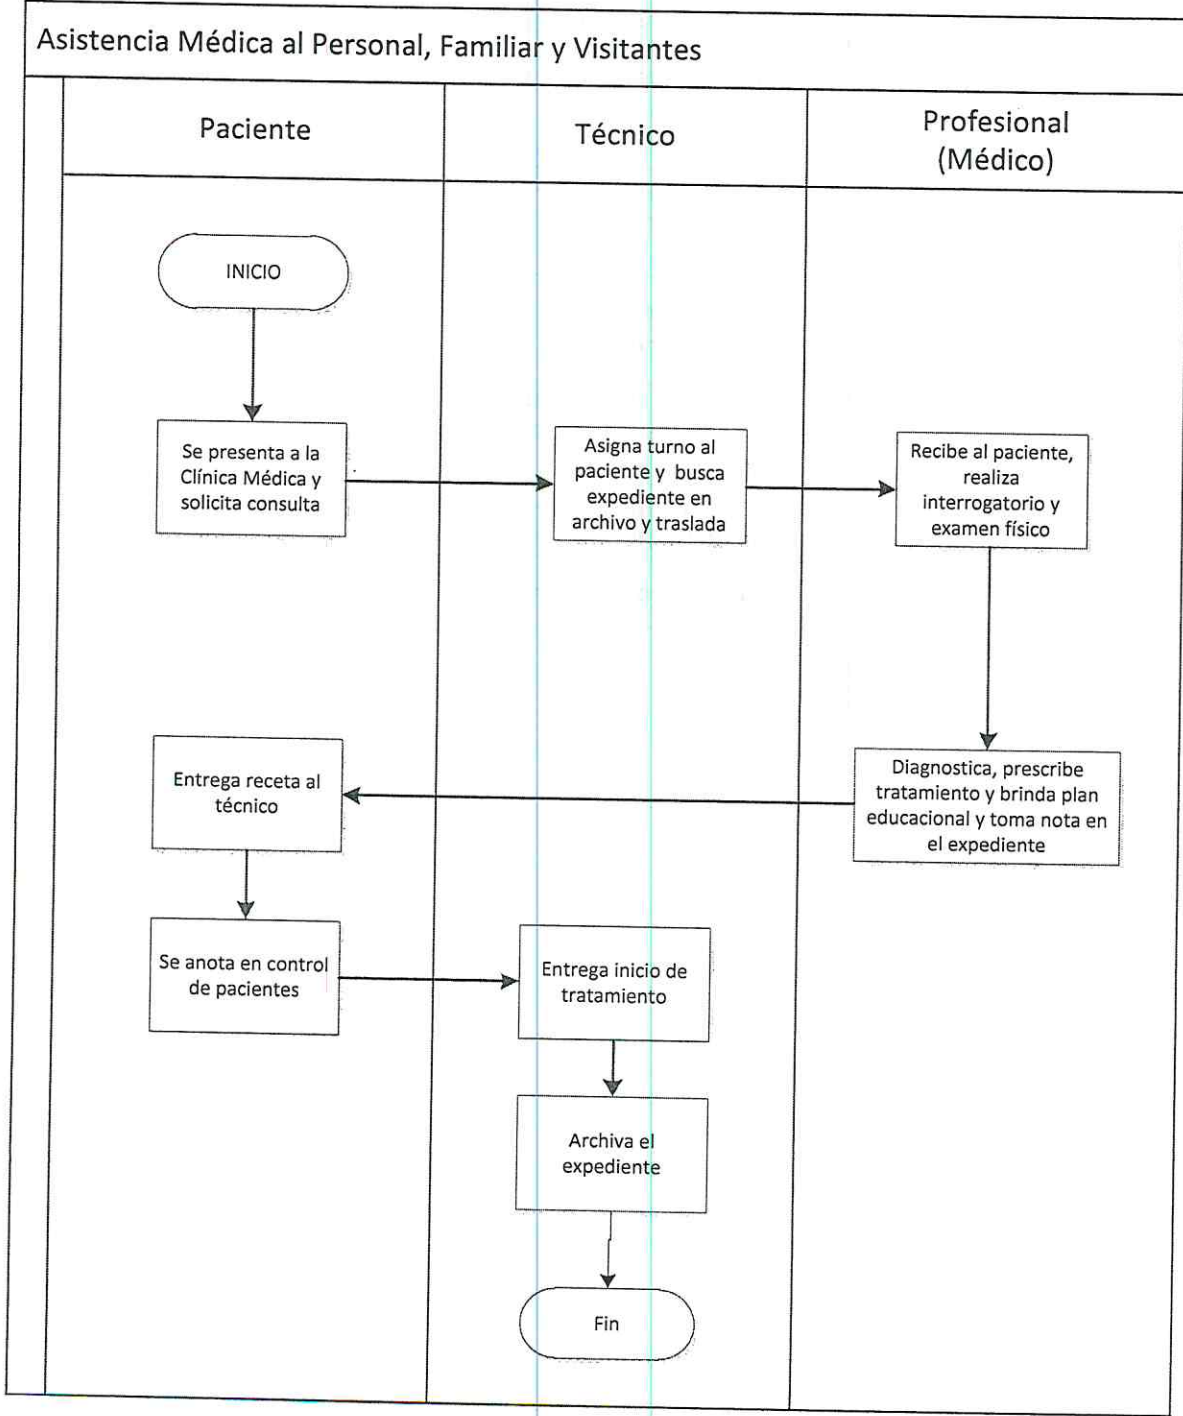 Asistencia Médica al Personal, Familiar y Visitantes
Paciente
Técnico
Profesional
(Médico)
INICIO
Se presenta a la
Clínica Médica y
solicita consulta
Asigna turno al
paciente y busca
expediente en
archivo y traslada
Recibe al paciente,
realiza
interrogatorio y
examen físico
Entrega receta al
técnico
Diagnostica, prescribe
tratamiento y brinda plan
educacional y toma nota en
el expediente
Se anota en control
de pacientes
Entrega inicio de
tratamiento
Archiva el
expediente
Fin